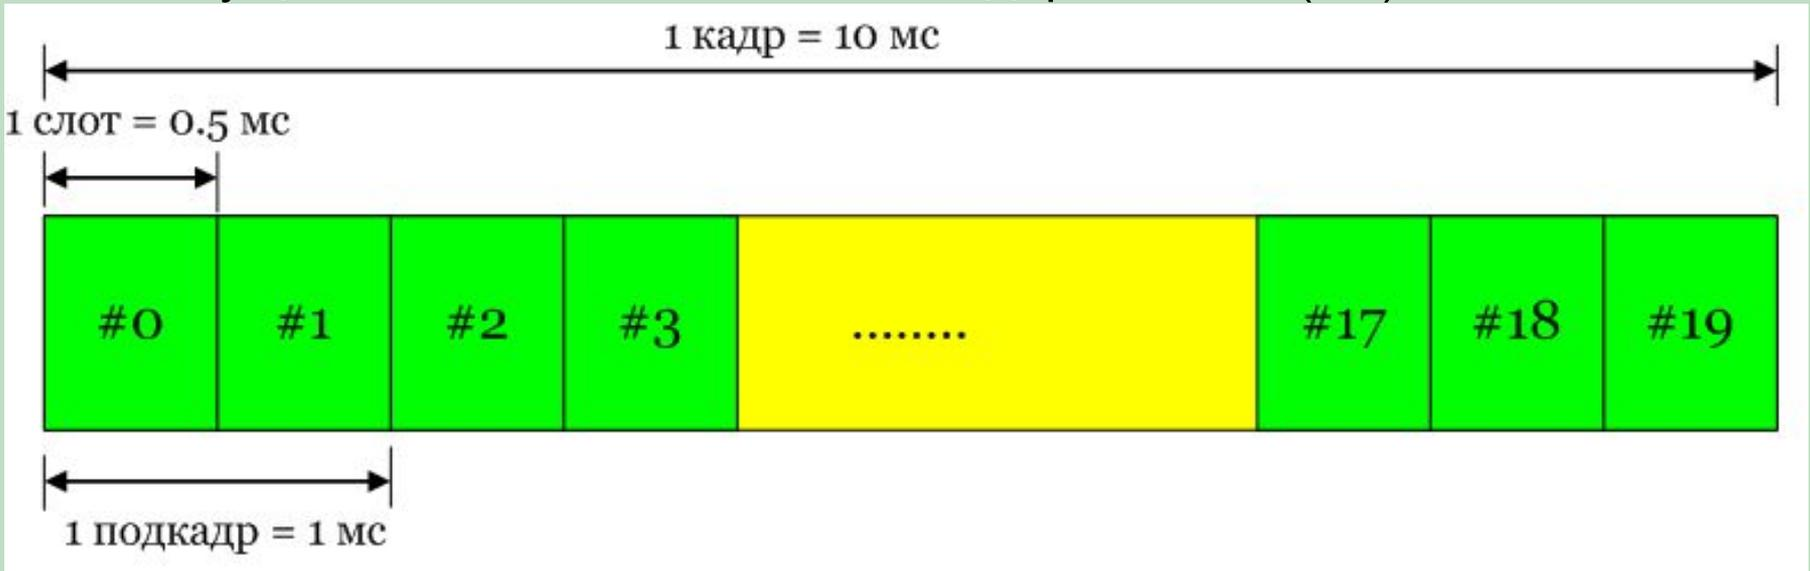 1 кадр = 10 мс
1 слот = 0.5 мс
#0 #1 #2 #3 ........ #17 #18 #19
1 подкадр = 1 мс